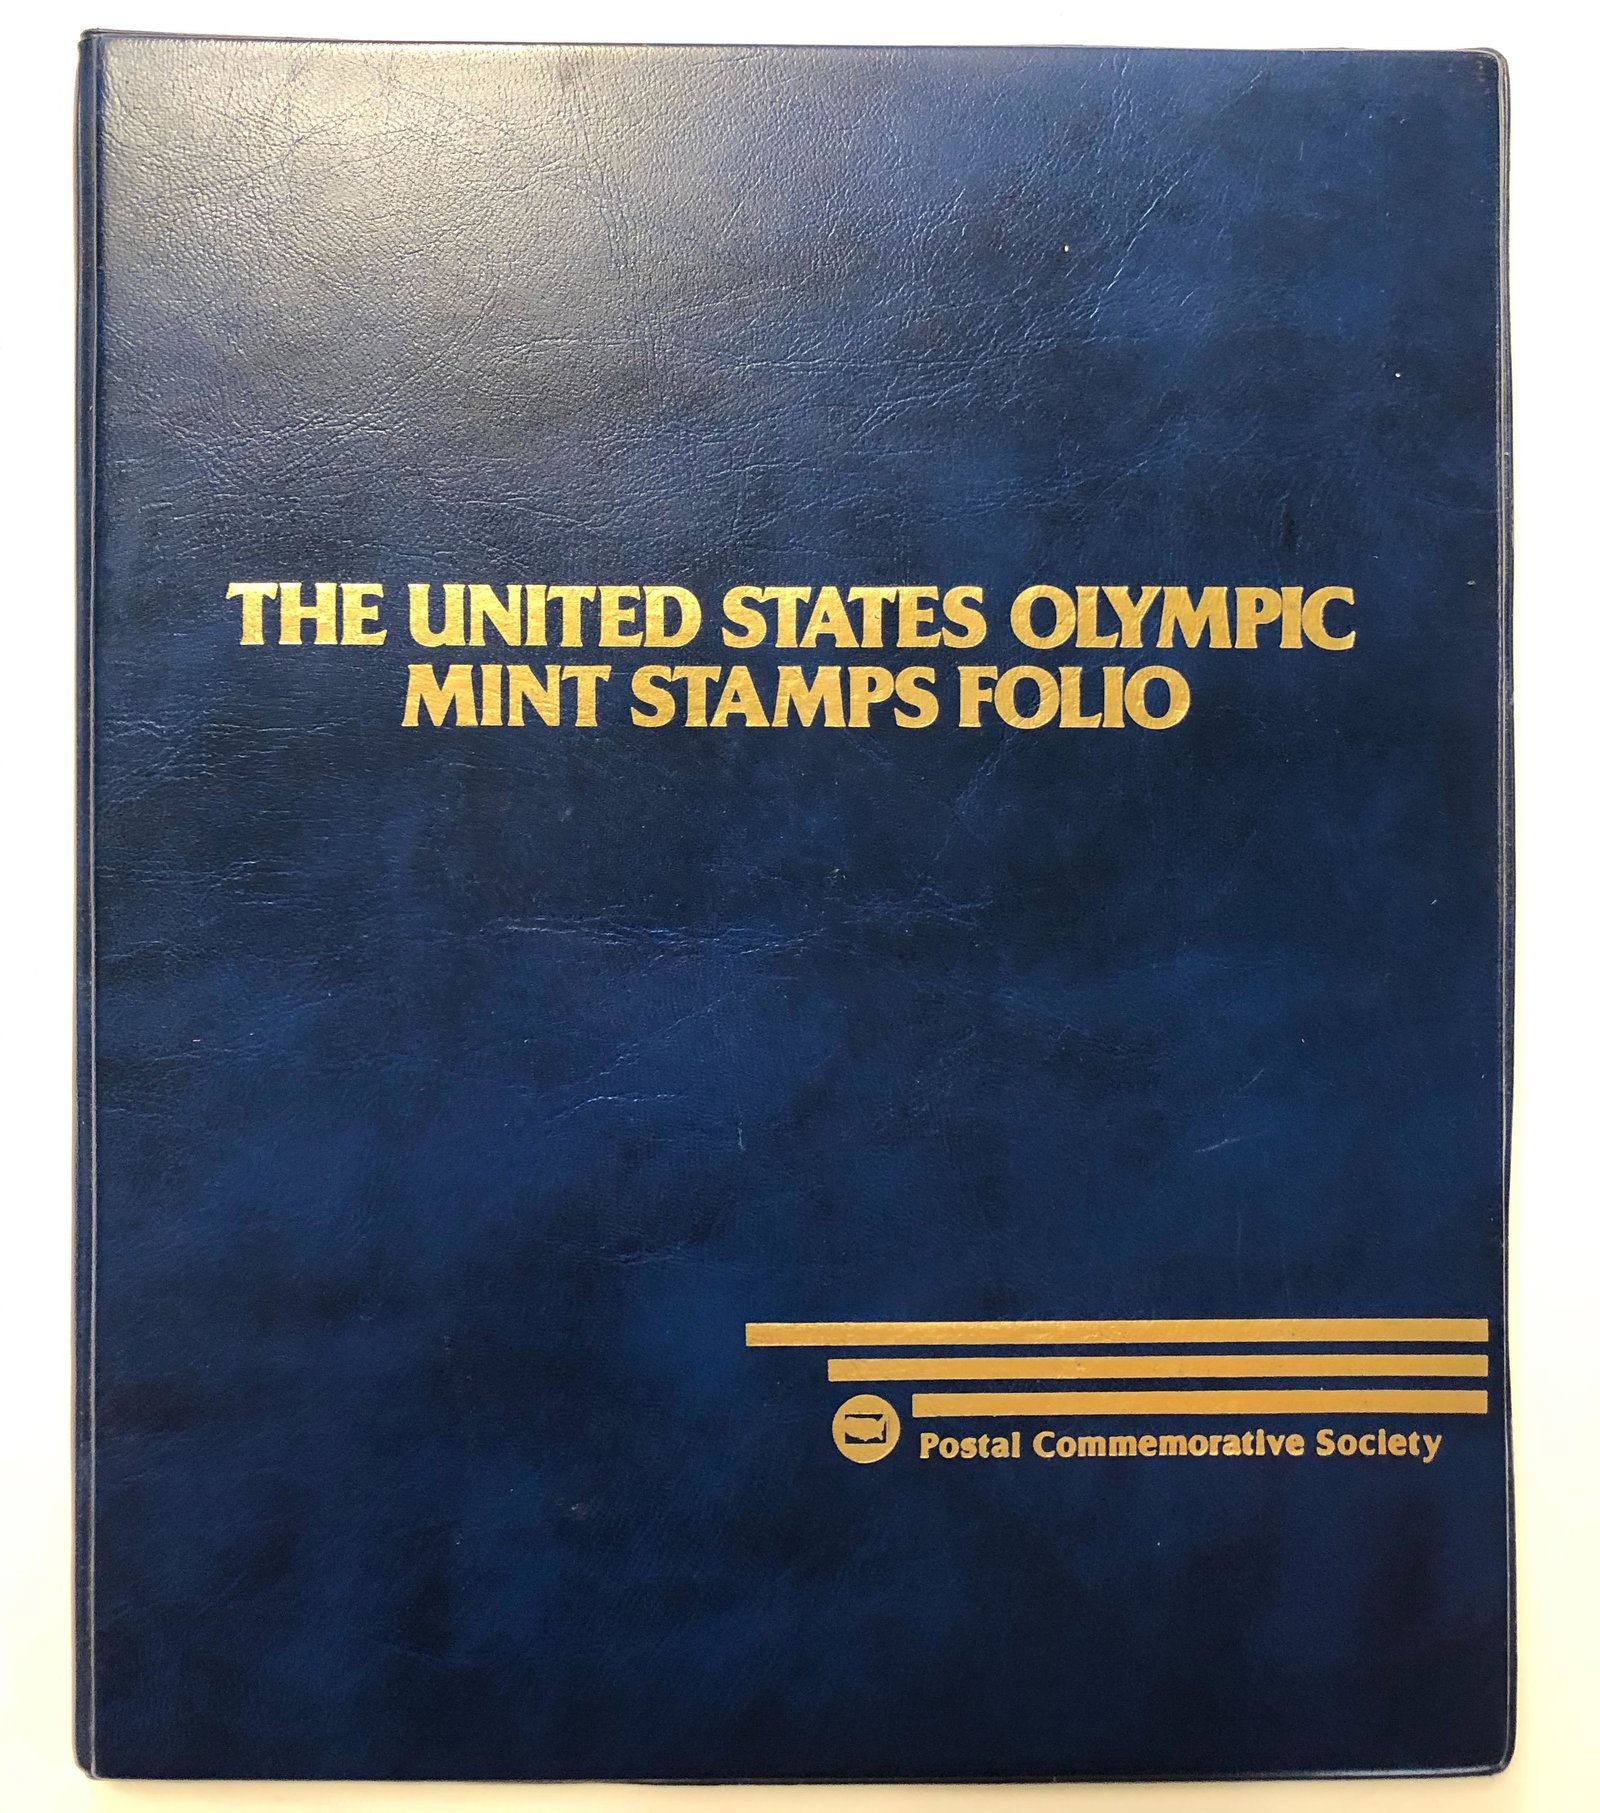 THE UNITED STATES OLYMPIC
MINT STAMPS FOLIO
Postal Commemorative Society